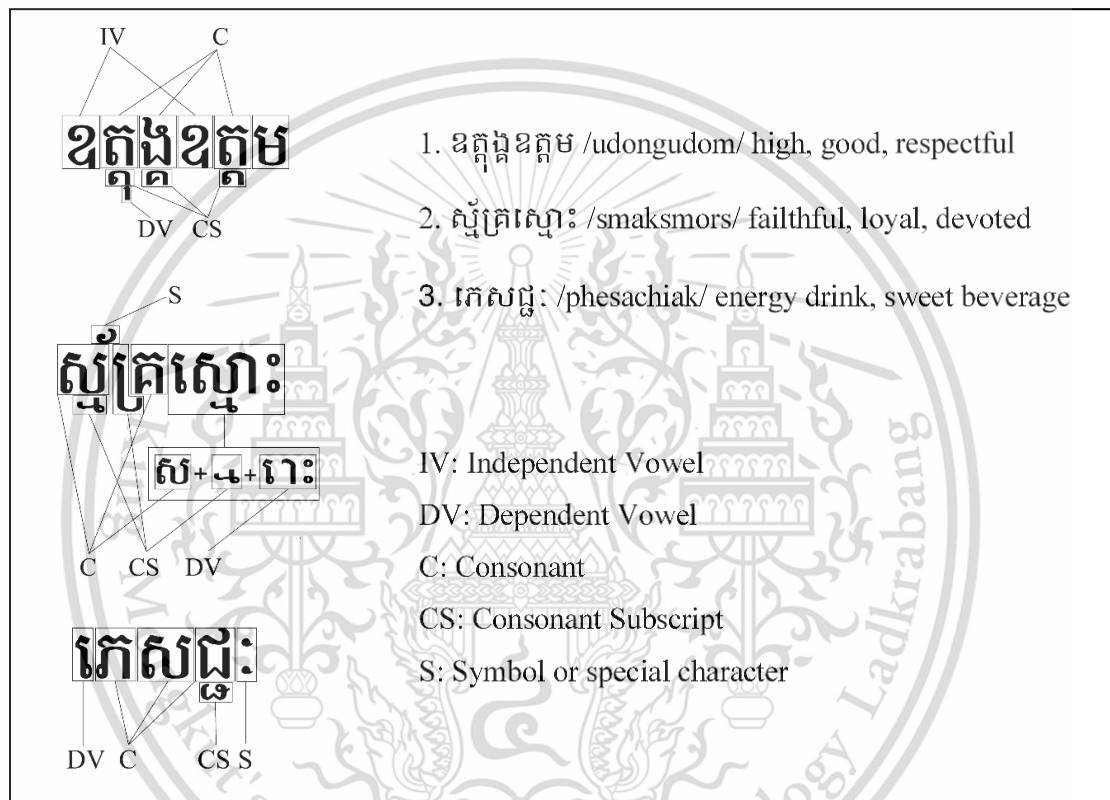 IV C
ឧត្តុង្គឧត្តម
DV CS
1. ឧត្តុង្គឧត្តម /udongudom/ high, good, respectful
2. ស្ម័គ្រស្មោះ /smaksmors/ failthful, loyal, devoted
3. ភេសជ្ជៈ /phesachiak/ energy drink, sweet beverage
S
ស្ម័គ្រស្មោះ
ស + ្ម + ោះ
C CS DV
ភេសជ្ជៈ
DV C CS S
IV: Independent Vowel
DV: Dependent Vowel
C: Consonant
CS: Consonant Subscript
S: Symbol or special character
Ladkrabang